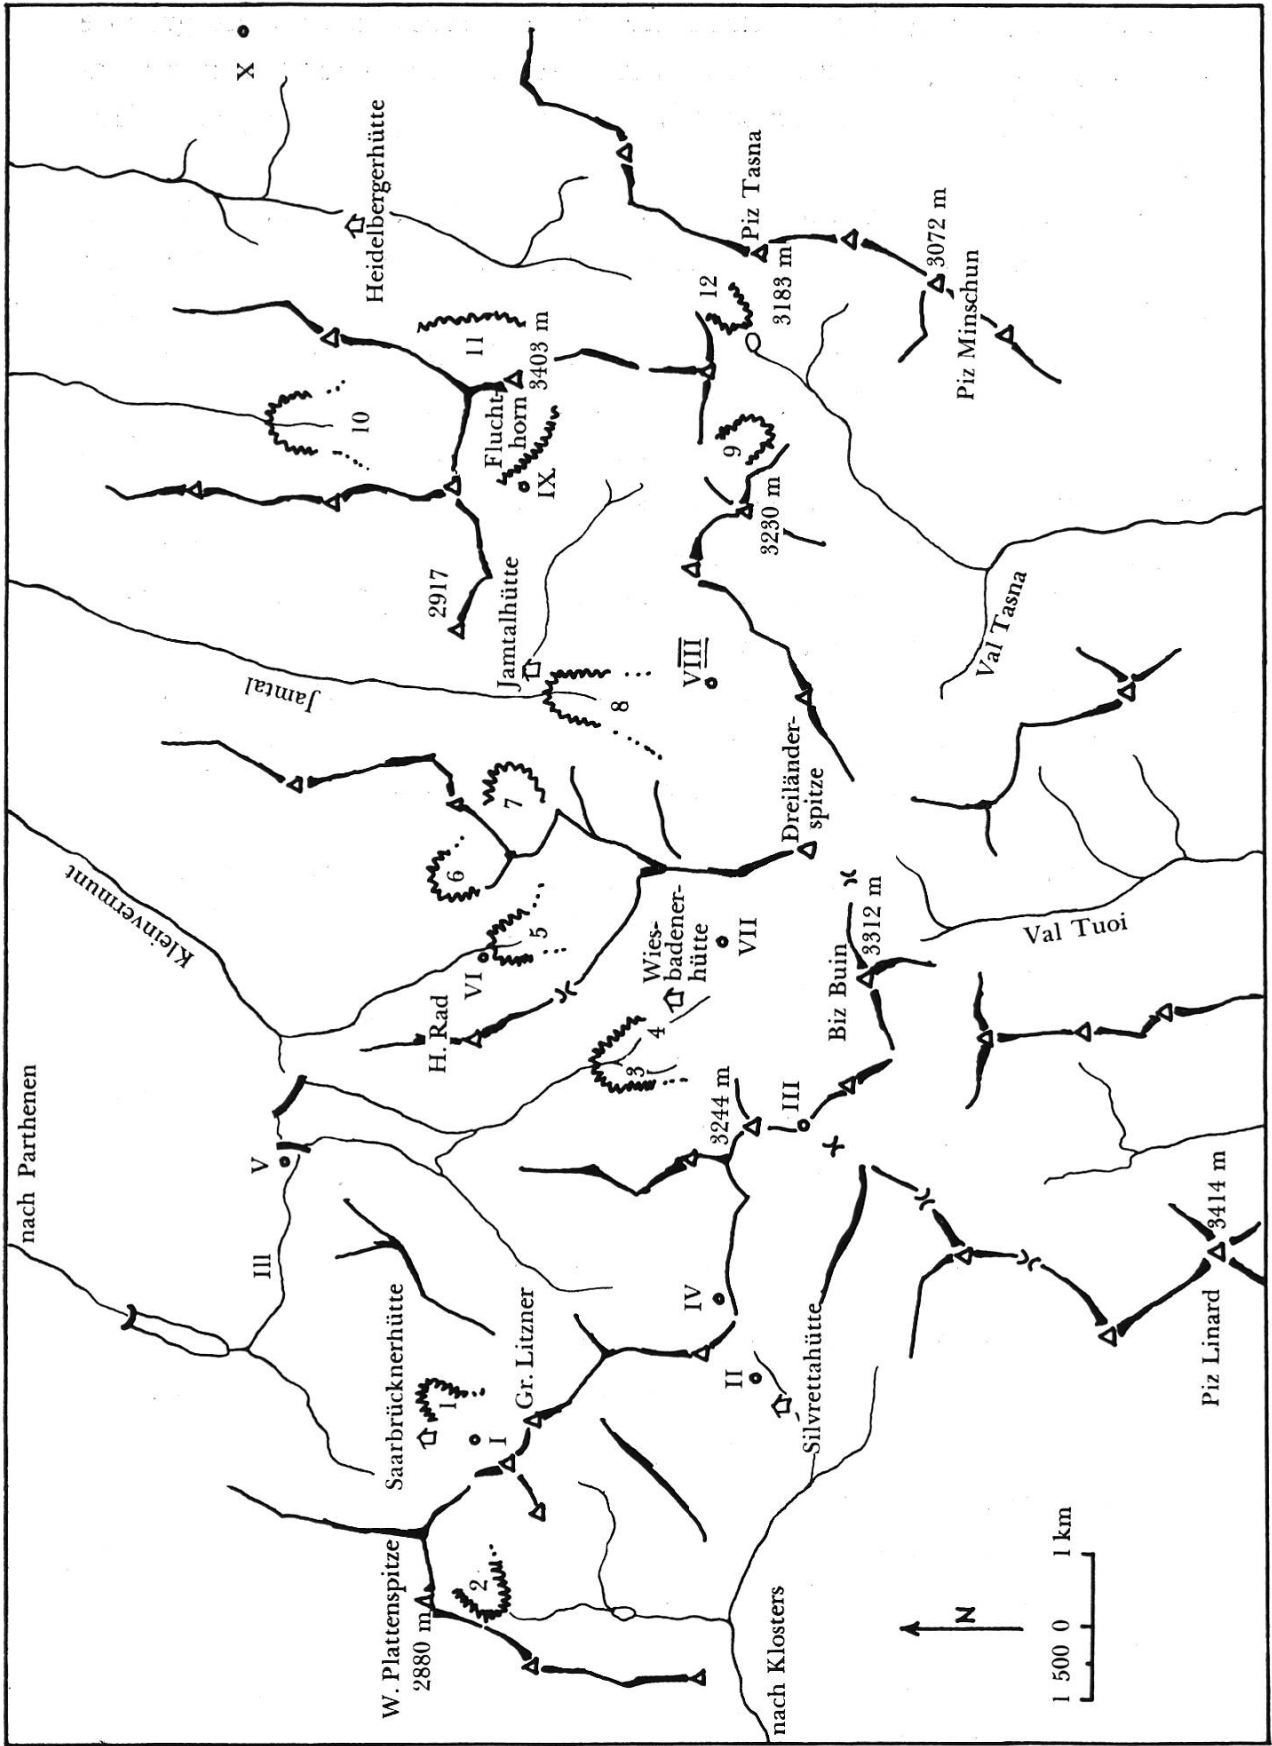 nach Parthenen
Kleinvermunt
Jamtal
X
V
Ill
10
Heidelbergerhütte
W. Plattenspitze
2880 m
Saarbrücknerhütte
1
I
2
H. Rad
VI
5
6
7
2917
Jamtalhütte
Flucht-
horn
3403 m
IX
11
Gr. Litzner
3
4
Wies-
badener-
hütte
8
VIII
9
12
Piz Tasna
3183 m
II
IV
3244 m
III
VII
Dreiländer-
spitze
3230 m
nach Klosters
Silvrettahütte
Biz Buin
3312 m
Piz Minschun
3072 m
N
Val Tuoi
Val Tasna
1 500 0 1 km
Piz Linard
3414 m